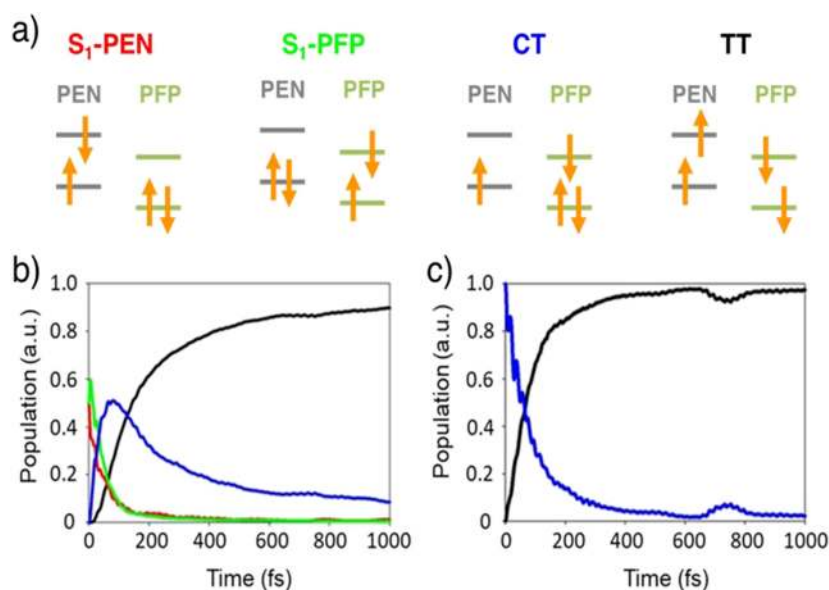 a)
S₁-PEN S₁-PFP CT TT
PEN PFP PEN PFP PEN PFP PEN PFP
b) c)
1.0 1.0
0.8 0.8
0.6 0.6
0.4 0.4
0.2 0.2
0 0
Population (a.u.) Population (a.u.)
0 200 400 600 800 1000 0 200 400 600 800 1000
Time (fs) Time (fs)